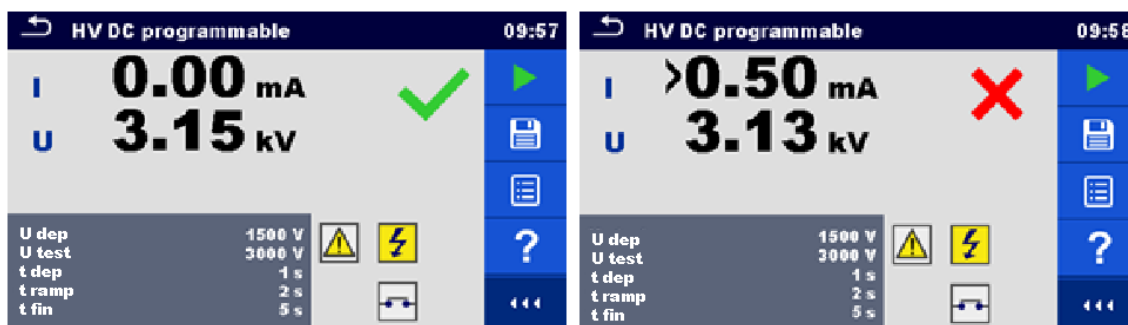 HV DC programmable 09:57
I 0.00 mA
U 3.15 kV
U dep 1500 V
U test 3000 V
t dep 1 s
t ramp 2 s
t fin 5 s
?
HV DC programmable 09:58
I >0.50 mA
U 3.13 kV
U dep 1500 V
U test 3000 V
t dep 1 s
t ramp 2 s
t fin 5 s
?